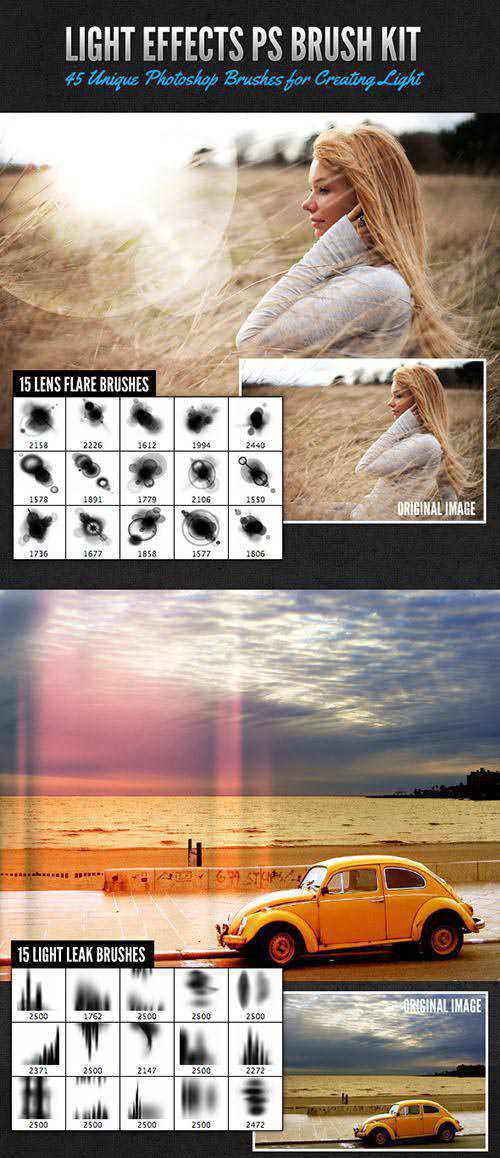 LIGHT EFFECTS PS BRUSH KIT
45 Unique Photoshop Brushes for Creating Light
15 LENS FLARE BRUSHES
2158 2226 1612 1994 2440
1578 1891 1779 2106 1550
1736 1677 1858 1577 1806
ORIGINAL IMAGE
15 LIGHT LEAK BRUSHES
2500 1762 2500 2500 2500
2371 2500 2147 2500 2272
2500 2500 2500 2500 2472
ORIGINAL IMAGE